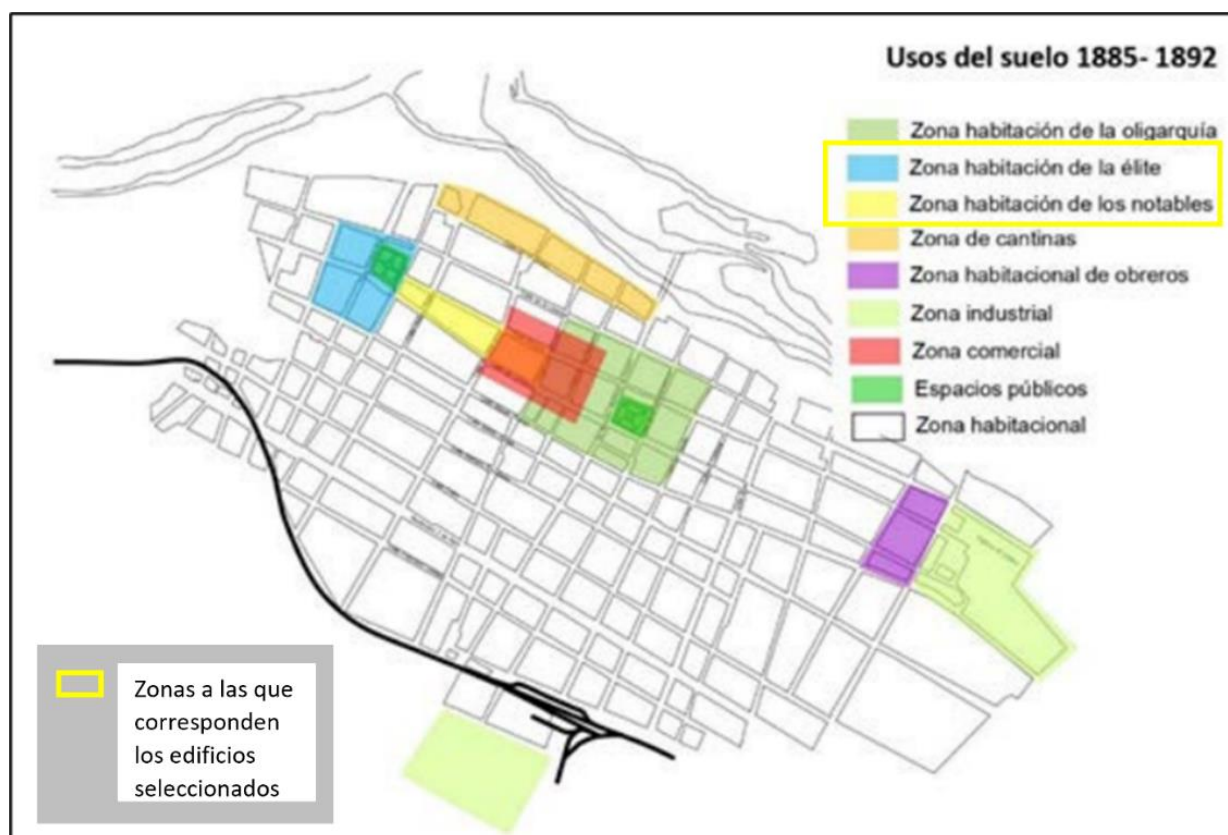 Usos del suelo 1885- 1892
Zona habitación de la oligarquía
Zona habitación de la élite
Zona habitación de los notables
Zona de cantinas
Zona habitacional de obreros
Zona industrial
Zona comercial
Espacios públicos
Zona habitacional
Zonas a las que
corresponden
los edificios
seleccionados